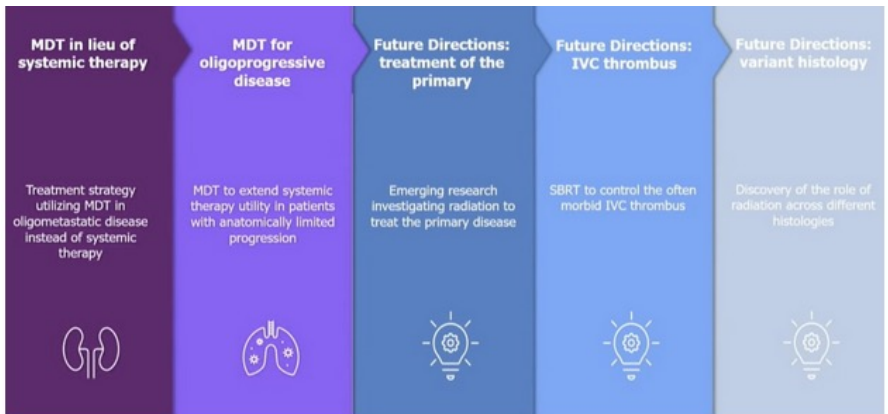 MDT in lieu of
systemic therapy
Treatment strategy
utilizing MDT in
oligometastatic disease
instead of systemic
therapy
MDT for
oligoprogressive
disease
MDT to extend systemic
therapy utility in patients
with anatomically limited
progression
Future Directions:
treatment of the
primary
Emerging research
investigating radiation to
treat the primary disease
Future Directions:
IVC thrombus
SBRT to control the often
morbid IVC thrombus
Future Directions:
variant histology
Discovery of the role of
radiation across different
histologies